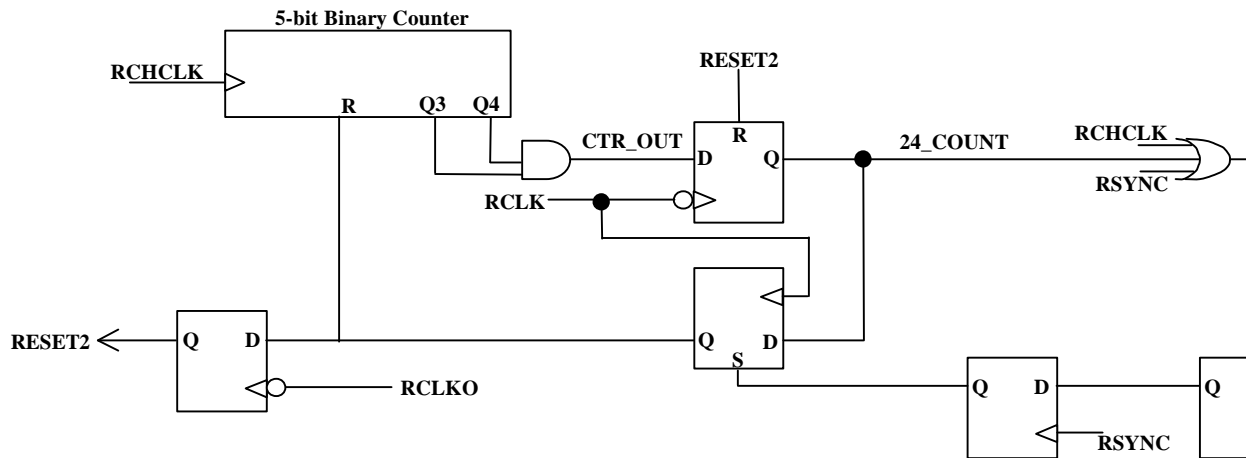 5-bit Binary Counter
RCHCLK
R Q3 Q4
RESET2
R
CTR_OUT
D Q
24_COUNT
RCHCLK
RSYNC
RCLK
RESET2
Q D
RCLKO
Q D
S
Q D
RSYNC
Q